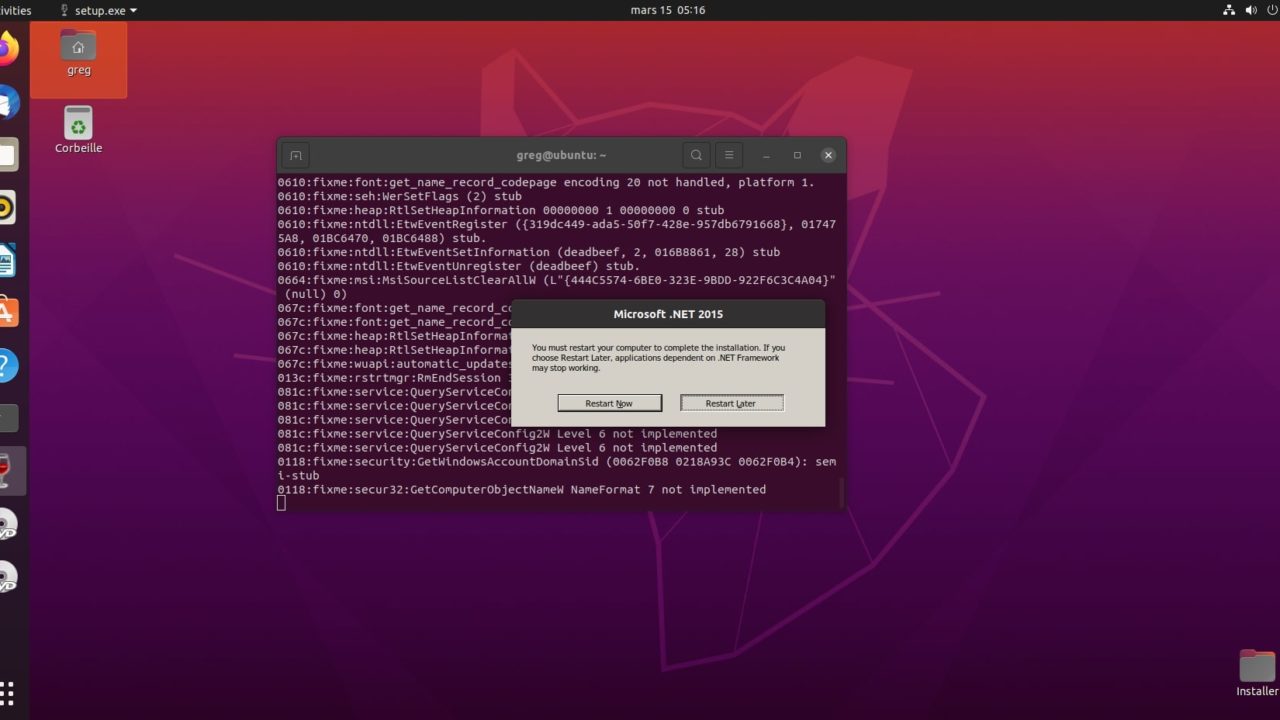 ivities
setup.exe
mars 15 05:16
greg
Corbeille
greg@ubuntu: ~
0610:fixme:font:get_name_record_codepage encoding 20 not handled, platform 1.
0610:fixme:seh:WerSetFlags (2) stub
0610:fixme:heap:RtlSetHeapInformation 00000000 1 00000000 0 stub
0610:fixme:ntdll:EtwEventRegister ({319dc449-ada5-50f7-428e-957db6791668}, 01747
5A8, 01BC6470, 01BC6488) stub.
0610:fixme:ntdll:EtwEventSetInformation (deadbeef, 2, 016B8861, 28) stub
0610:fixme:ntdll:EtwEventUnregister (deadbeef) stub.
0664:fixme:msi:MsiSourceListClearAllW (L"{444C5574-6BE0-323E-9BDD-922F6C3C4A04}"
(null) 0)
067c:fixme:font:get_name_record_co
067c:fixme:font:get_name_record_co
067c:fixme:heap:RtlSetHeapInformat
067c:fixme:heap:RtlSetHeapInformat
067c:fixme:wuapi:automatic_updates
013c:fixme:rstrtmgr:RmEndSession
081c:fixme:service:QueryServiceCon
081c:fixme:service:QueryServiceCon
081c:fixme:service:QueryServiceCon
081c:fixme:service:QueryServiceConfig2W Level 6 not implemented
081c:fixme:service:QueryServiceConfig2W Level 6 not implemented
0118:fixme:security:GetWindowsAccountDomainSid (0062F0B8 0218A93C 0062F0B4): sem
i-stub
0118:fixme:secur32:GetComputerObjectNameW NameFormat 7 not implemented
Microsoft .NET 2015
You must restart your computer to complete the installation. If you
choose Restart Later, applications dependent on .NET Framework
may stop working.
Restart Now
Restart Later
Installer